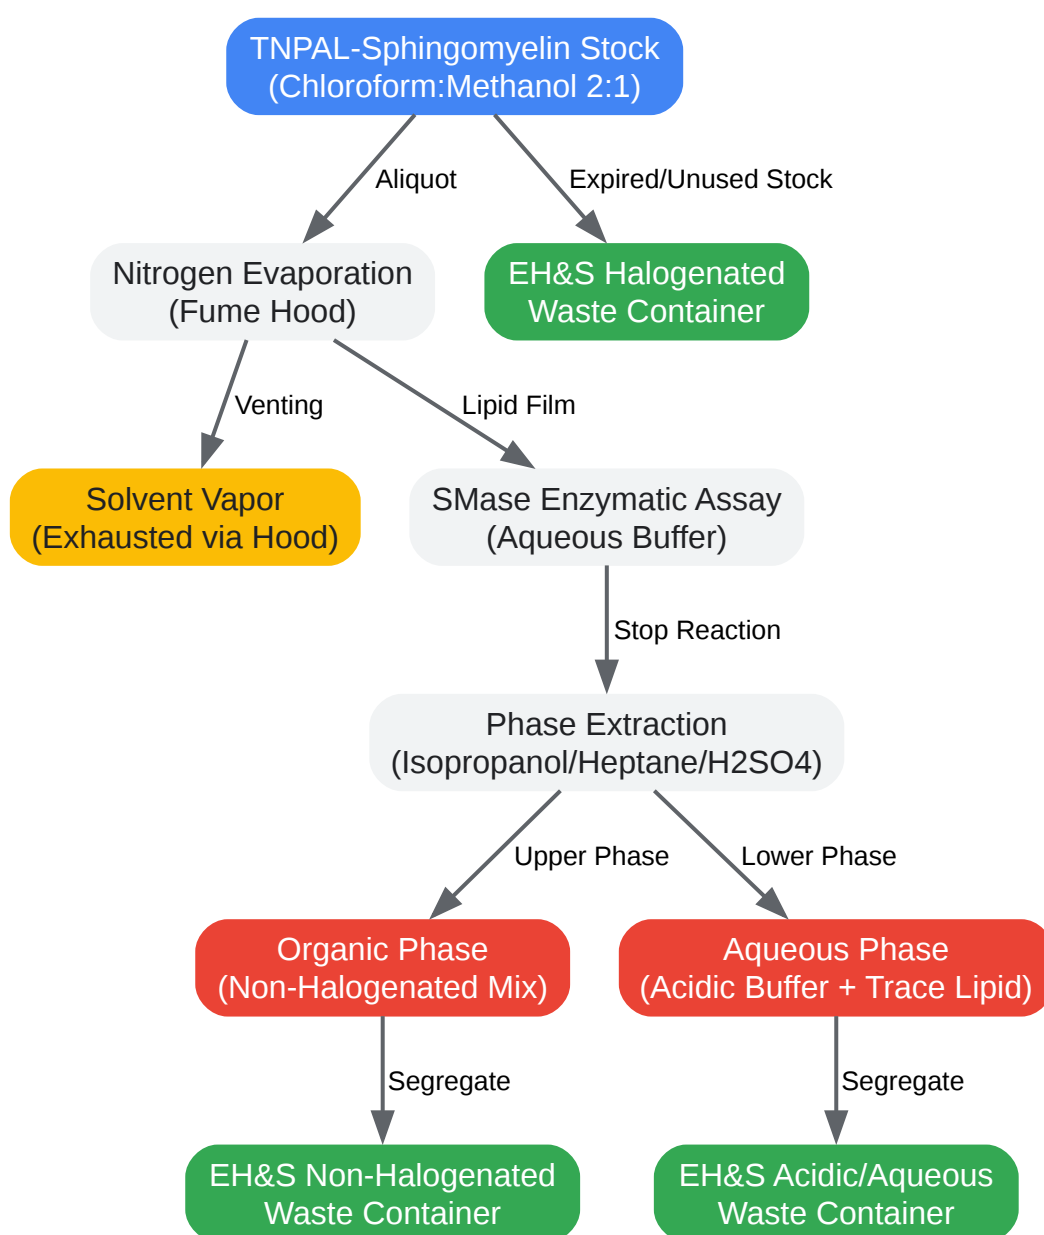 TNPAL-Sphingomyelin Stock
(Chloroform:Methanol 2:1)
Aliquot
Expired/Unused Stock
Nitrogen Evaporation
(Fume Hood)
EH&S Halogenated
Waste Container
Venting
Lipid Film
Solvent Vapor
(Exhausted via Hood)
SMase Enzymatic Assay
(Aqueous Buffer)
Stop Reaction
Phase Extraction
(Isopropanol/Heptane/H2SO4)
Upper Phase
Lower Phase
Organic Phase
(Non-Halogenated Mix)
Aqueous Phase
(Acidic Buffer + Trace Lipid)
Segregate
Segregate
EH&S Non-Halogenated
Waste Container
EH&S Acidic/Aqueous
Waste Container